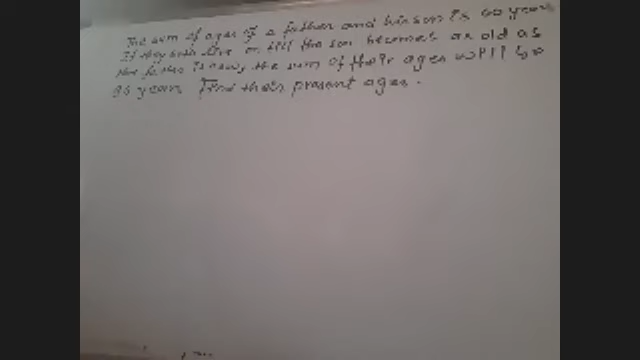 The sum of ages of a father and his son is 60 years
If they both live on till the son becomes as old as
the father is now, the sum of their ages will be
96 years Find their present ages.